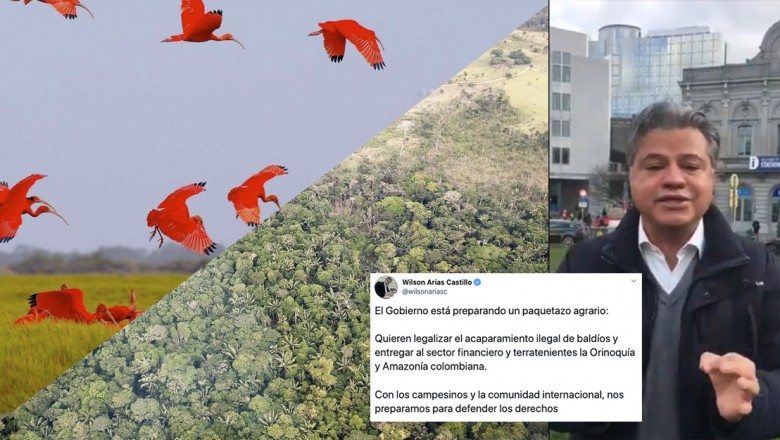 Wilson Arias Castillo
@wilsonariasc
El Gobierno está preparando un paquetazo agrario:
Quieren legalizar el acaparamiento ilegal de baldíos y
entregar al sector financiero y terratenientes la Orinoquía
y Amazonía colombiana.
Con los campesinos y la comunidad internacional, nos
preparamos para defender los derechos
STATION